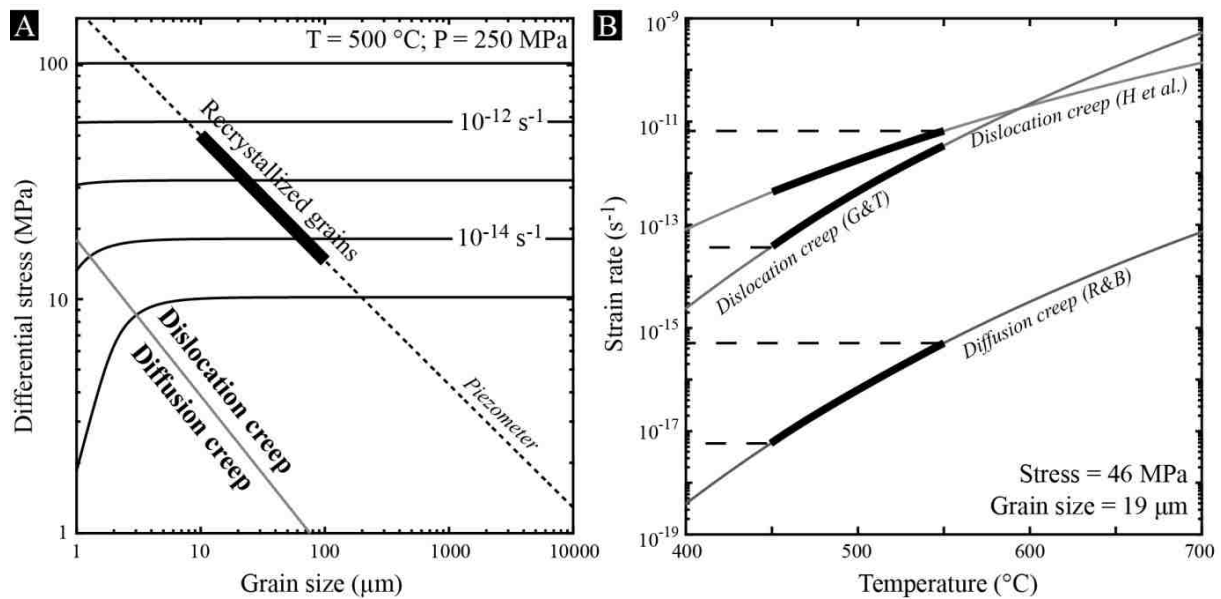 A
T = 500 °C; P = 250 MPa
100
10
1
Differential stress (MPa)
10⁻¹² s⁻¹
10⁻¹⁴ s⁻¹
Recrystallized grains
Piezometer
Dislocation creep
Diffusion creep
1
10
100
1000
10000
Grain size (μm)
B
10⁻⁹
10⁻¹¹
10⁻¹³
10⁻¹⁵
10⁻¹⁷
10⁻¹⁹
Strain rate (s⁻¹)
Dislocation creep (H et al.)
Dislocation creep (G&T)
Diffusion creep (R&B)
Stress = 46 MPa
Grain size = 19 μm
400
500
600
700
Temperature (°C)